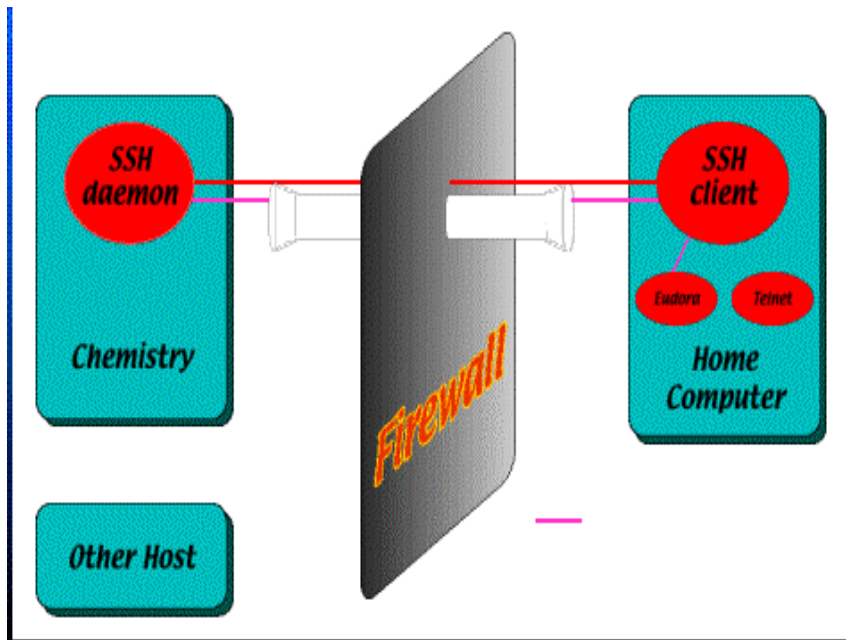 SSH
daemon
Chemistry
Other Host
Firewall
SSH
client
Eudora
Telnet
Home
Computer